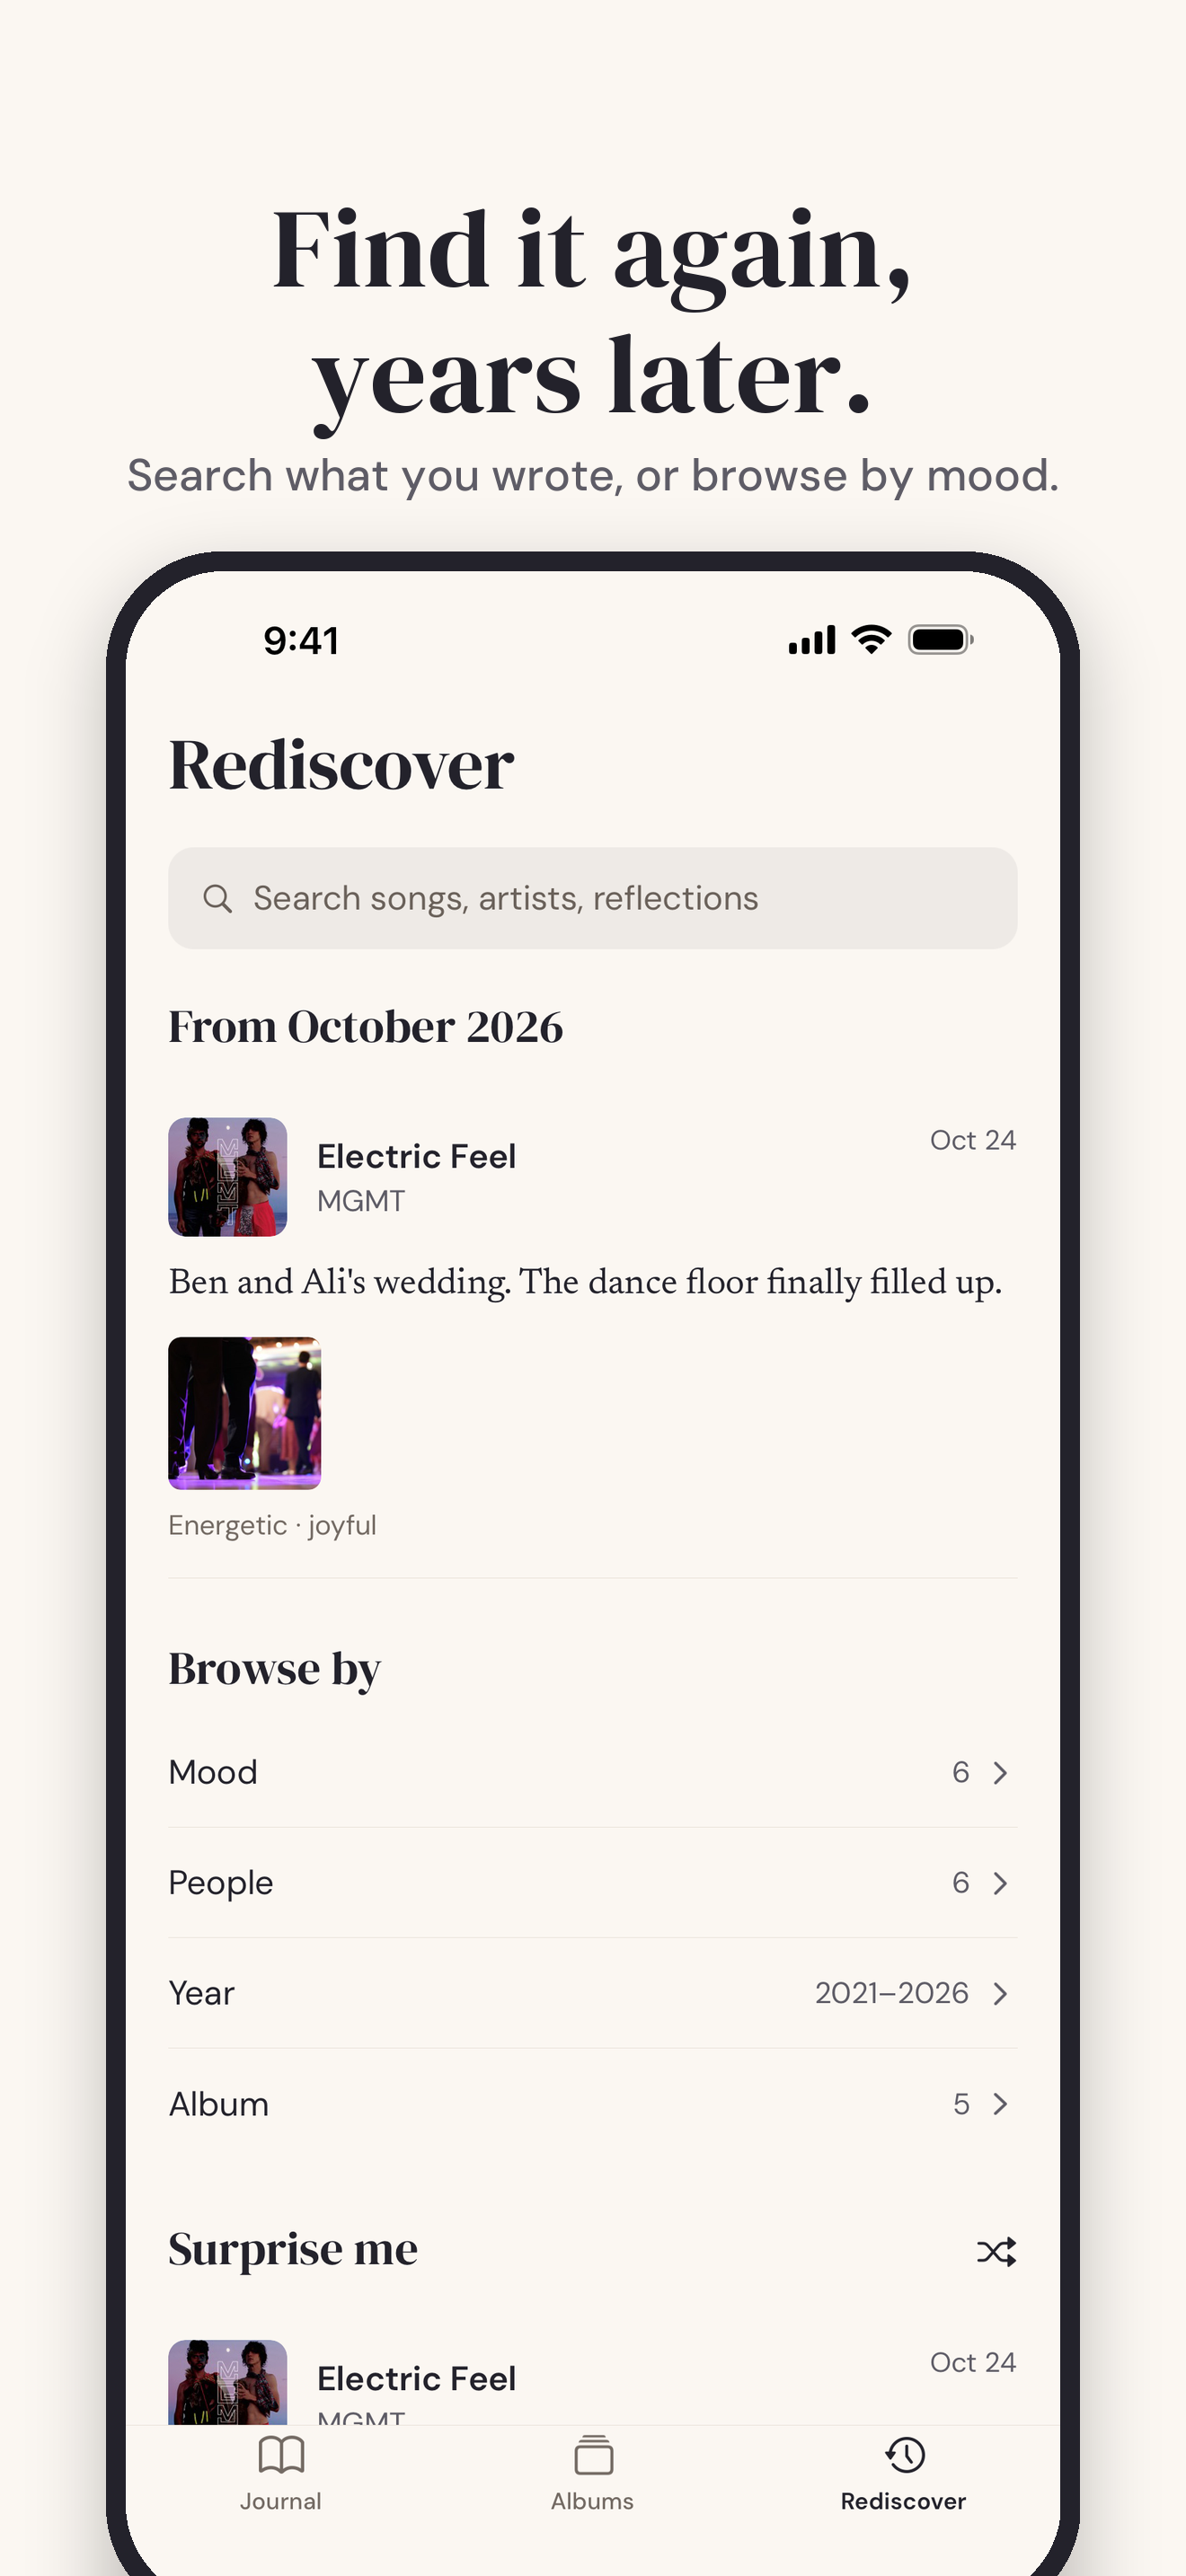 Find it again,
years later.
Search what you wrote, or browse by mood.
9:41
Rediscover
Search songs, artists, reflections
From October 2026
MGMT
Electric Feel
Oct 24
MGMT
Ben and Ali's wedding. The dance floor finally filled up.
Energetic · joyful
Browse by
Mood 6
People 6
Year 2021–2026
Album 5
Surprise me
MGMT
Electric Feel
Oct 24
MGMT
Journal
Albums
Rediscover